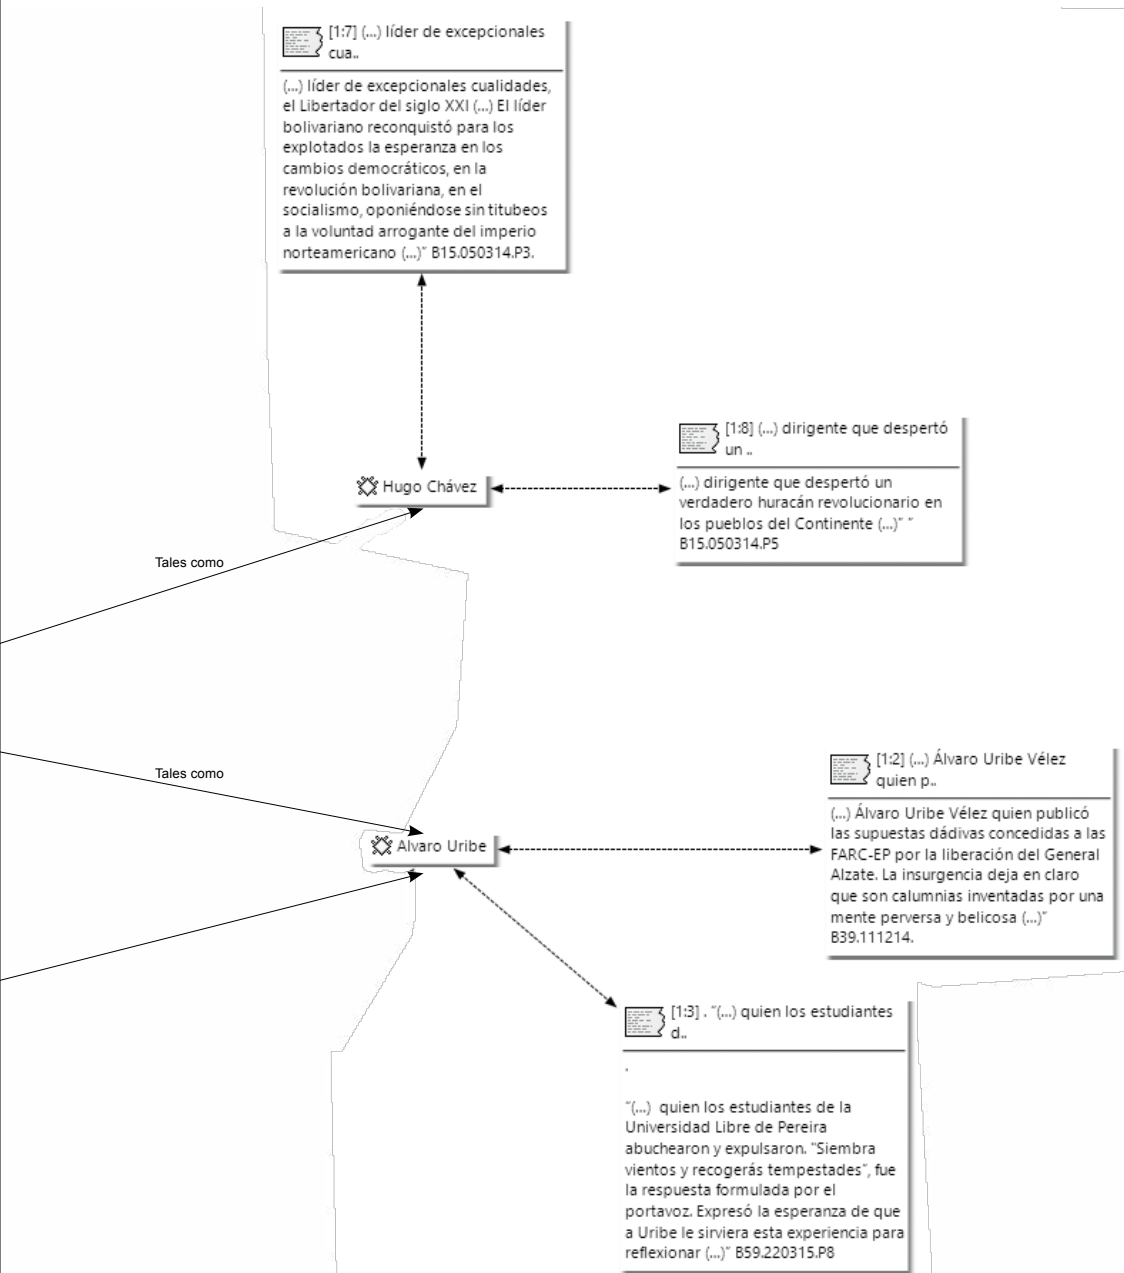 [1:7] (...) líder de excepcionales
cua..
(...) líder de excepcionales cualidades,
el Libertador del siglo XXI (...) El líder
bolivariano reconquistó para los
explotados la esperanza en los
cambios democráticos, en la
revolución bolivariana, en el
socialismo, oponiéndose sin titubeos
a la voluntad arrogante del imperio
norteamericano (...)" B15.050314.P3.
[1:8] (...) dirigente que despertó
un ..
(...) dirigente que despertó un
verdadero huracán revolucionario en
los pueblos del Continente (...)" "
B15.050314.P5
Hugo Chávez
Tales como
Tales como
[1:2] (...) Álvaro Uribe Vélez
quien p..
(...) Álvaro Uribe Vélez quien publicó
las supuestas dádivas concedidas a las
FARC-EP por la liberación del General
Alzate. La insurgencia deja en claro
que son calumnias inventadas por una
mente perversa y belicosa (...)"
B39.111214.
Alvaro Uribe
[1:3] . "(...) quien los estudiantes
d..
.
"(...)  quien los estudiantes de la
Universidad Libre de Pereira
abuchearon y expulsaron. "Siembra
vientos y recogerás tempestades", fue
la respuesta formulada por el
portavoz. Expresó la esperanza de que
a Uribe le sirviera esta experiencia para
reflexionar (...)" B59.220315.P8